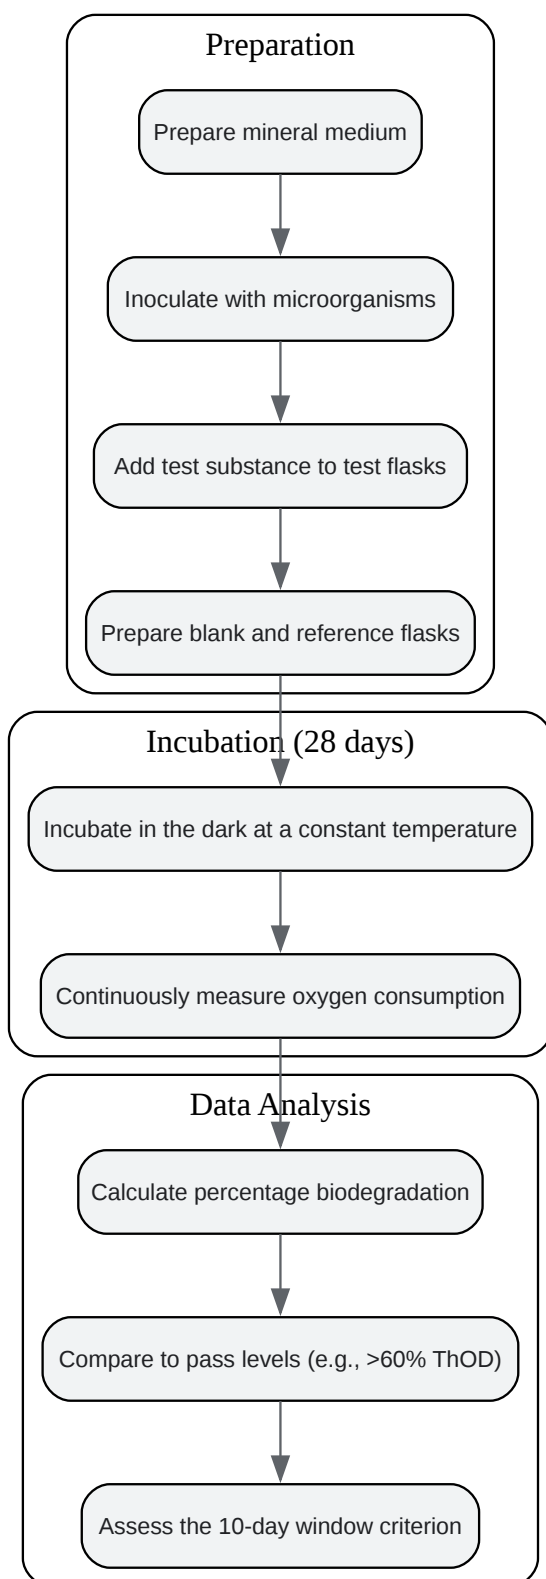 Preparation
Prepare mineral medium
Inoculate with microorganisms
Add test substance to test flasks
Prepare blank and reference flasks
Incubation (28 days)
Incubate in the dark at a constant temperature
Continuously measure oxygen consumption
Data Analysis
Calculate percentage biodegradation
Compare to pass levels (e.g., >60% ThOD)
Assess the 10-day window criterion